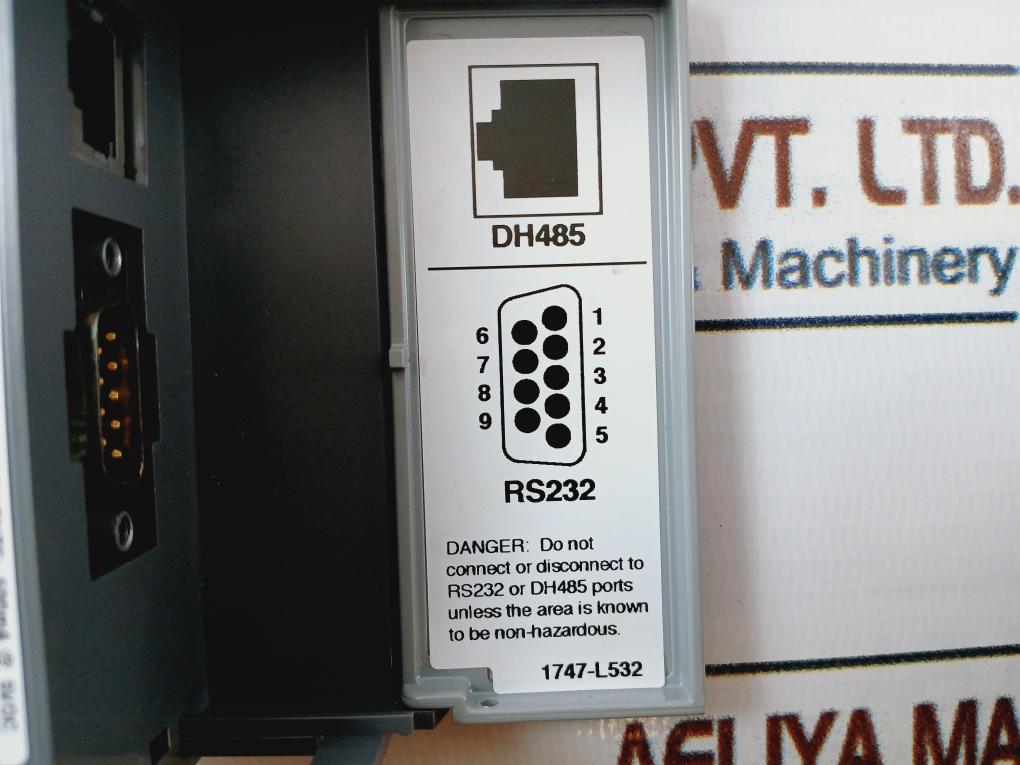 DH485
1
2
3
4
5
6
7
8
9
RS232
DANGER: Do not
connect or disconnect to
RS232 or DH485 ports
unless the area is known
to be non-hazardous.
1747-L532
VT. LTD.
Machinery